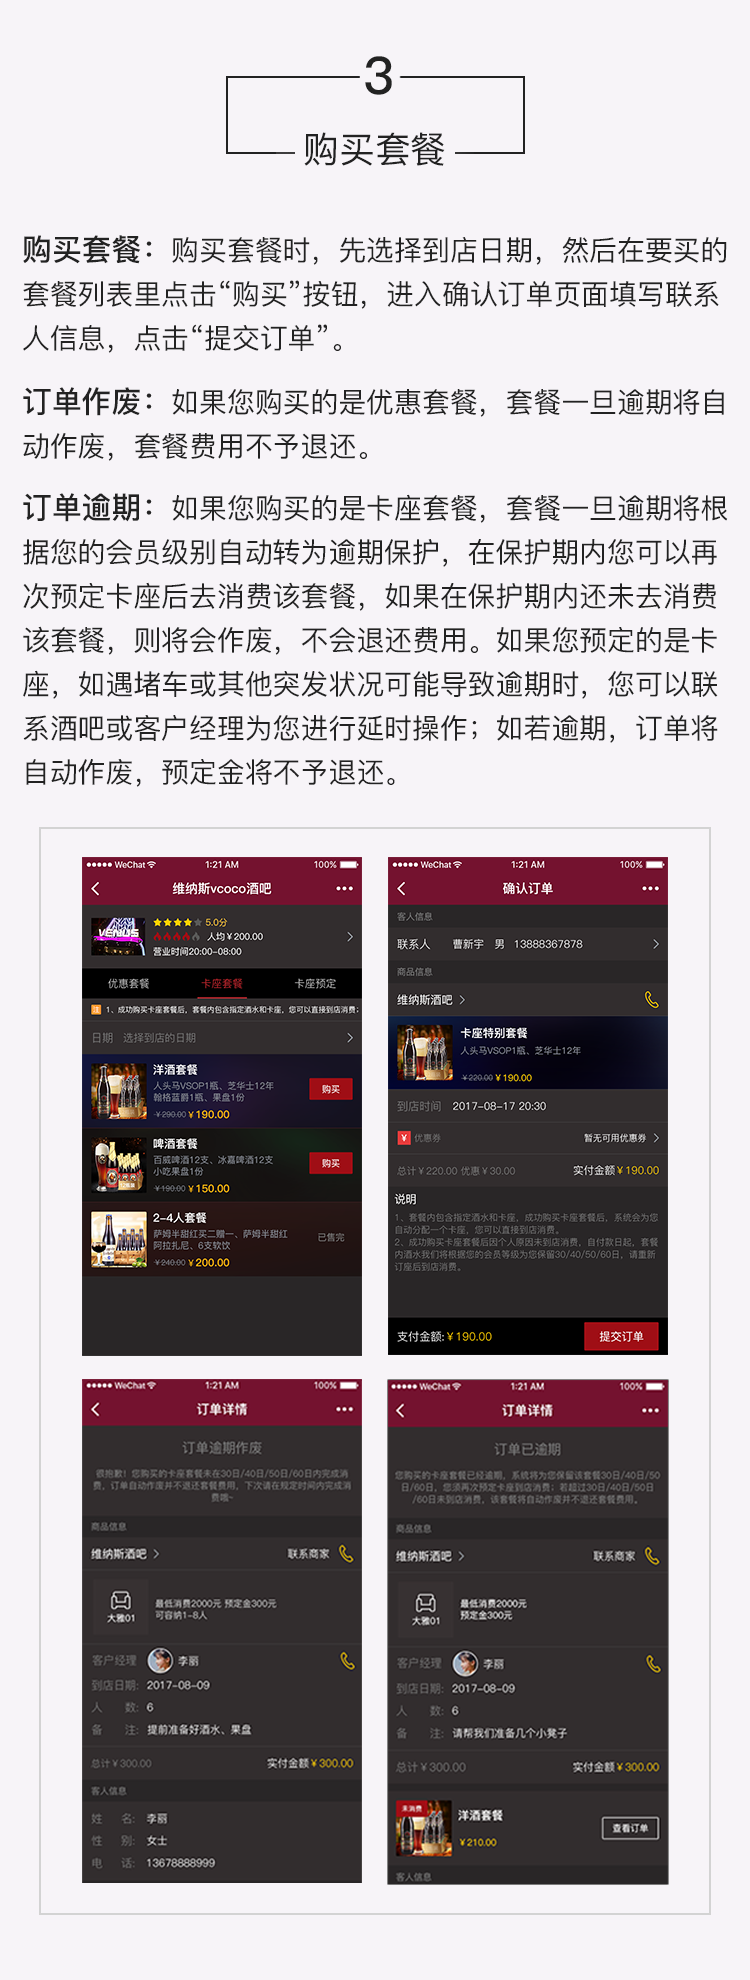 3
购买套餐
购买套餐：购买套餐时，先选择到店日期，然后在要买的
套餐列表里点击“购买”按钮，进入确认订单页面填写联系
人信息，点击“提交订单”。
订单作废：如果您购买的是优惠套餐，套餐一旦逾期将自
动作废，套餐费用不予退还。
订单逾期：如果您购买的是卡座套餐，套餐一旦逾期将根
据您的会员级别自动转为逾期保护，在保护期内您可以再
次预定卡座后去消费该套餐，如果在保护期内还未去消费
该套餐，则将会作废，不会退还费用。如果您预定的是卡
座，如遇堵车或其他突发状况可能导致逾期时，您可以联
系酒吧或客户经理为您进行延时操作；如若逾期，订单将
自动作废，预定金将不予退还。
WeChat 1:21 AM 100%
维纳斯vcoco酒吧
VENUS
5.0分
人均￥200.00
营业时间20:00-08:00
优惠套餐 卡座套餐 卡座预定
注 1、成功购买卡座套餐后，套餐内包含指定酒水和卡座，您可以直接到店消费；
日期 选择到店的日期
洋酒套餐
人头马VSOP1瓶、芝华士12年
翰格蓝爵1瓶、果盘1份
￥290.00 ￥190.00
购买
啤酒套餐
百威啤酒12支、冰嘉啤酒12支
小吃果盘1份
￥190.00 ￥150.00
购买
2-4人套餐
萨姆半甜红买二赠一、萨姆半甜红
阿拉扎尼、6支软饮
￥240.00 ￥200.00
已售完
WeChat 1:21 AM 100%
确认订单
客人信息
联系人 曹新宇 男 13888367878
商品信息
维纳斯酒吧
卡座特别套餐
人头马VSOP1瓶、芝华士12年
￥220.00 ￥190.00
到店时间 2017-08-17 20:30
￥ 优惠券 暂无可用优惠券
总计￥220.00 优惠￥30.00 实付金额￥190.00
说明
1、套餐内包含指定酒水和卡座，成功购买卡座套餐后，系统会为您
自动分配一个卡座，您可以直接到店消费。
2、成功购买卡座套餐后因个人原因未到店消费，自付款日起，套餐
内酒水我们将根据您的会员等级为您保留30/40/50/60日，请重新
订座后到店消费。
支付金额:￥190.00 提交订单
WeChat 1:21 AM 100%
订单详情
订单逾期作废
很抱歉！您购买的卡座套餐未在30日/40日/50日/60日内完成消
费，订单自动作废并不退还套餐费用，下次请在规定时间内完成消
费哦~
商品信息
维纳斯酒吧 联系商家
大雅01
最低消费2000元 预定金300元
可容纳1-8人
客户经理 李丽
到店日期: 2017-08-09
人 数: 6
备 注: 提前准备好酒水、果盘
总计￥300.00 实付金额￥300.00
客人信息
姓 名: 李丽
性 别: 女士
电 话: 13678888999
WeChat 1:21 AM 100%
订单详情
订单已逾期
您购买的卡座套餐已经逾期，系统将为您保留该套餐30日/40日/50
日/60日，您须再次预定卡座到店消费；若超过30日/40日/50日
/60日未到店消费，该套餐将自动作废并不退还套餐费用。
商品信息
维纳斯酒吧 联系商家
大雅01
最低消费2000元
预定金300元
客户经理 李丽
到店日期: 2017-08-09
人 数: 6
备 注: 请帮我们准备几个小凳子
总计￥300.00 实付金额￥300.00
未消费
洋酒套餐
￥210.00
查看订单
客人信息